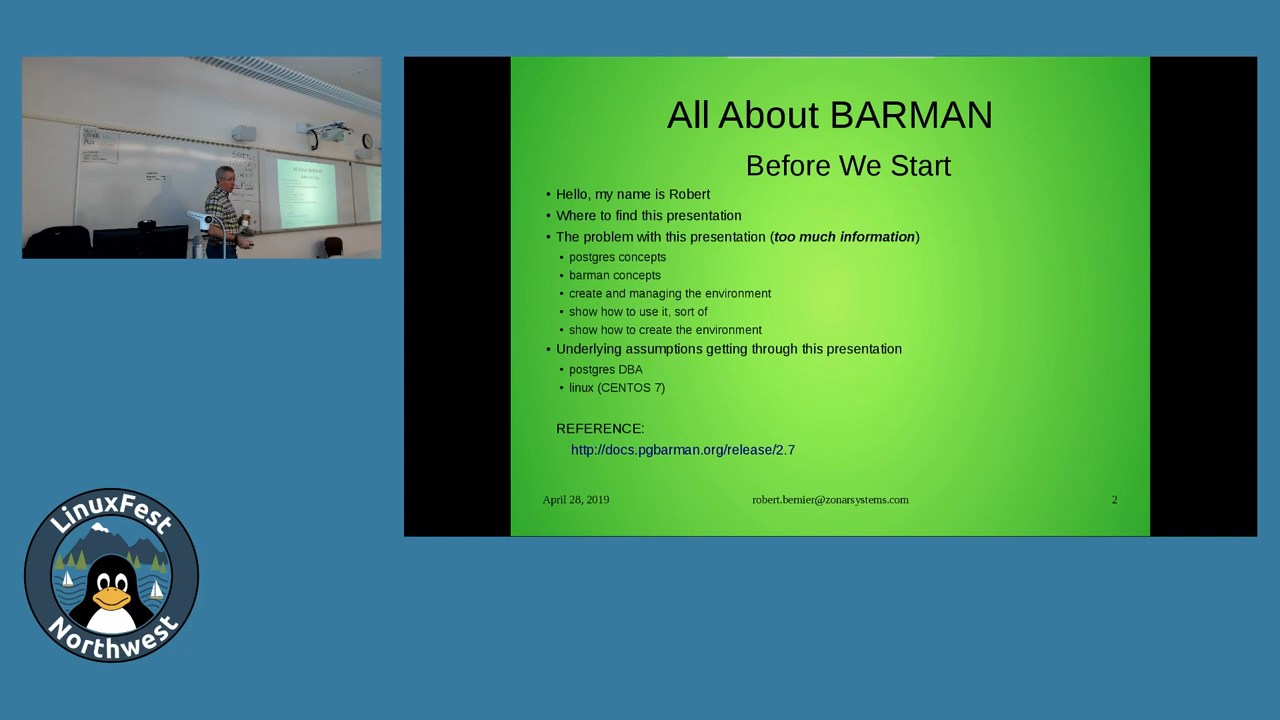 All About BARMAN
Before We Start
• Hello, my name is Robert
• Where to find this presentation
• The problem with this presentation (too much information)
• postgres concepts
• barman concepts
• create and managing the environment
• show how to use it, sort of
• show how to create the environment
• Underlying assumptions getting through this presentation
• postgres DBA
• linux (CENTOS 7)
REFERENCE:
http://docs.pgbarman.org/release/2.7
April 28, 2019
robert.bernier@zonarsystems.com
2
LinuxFest
Northwest